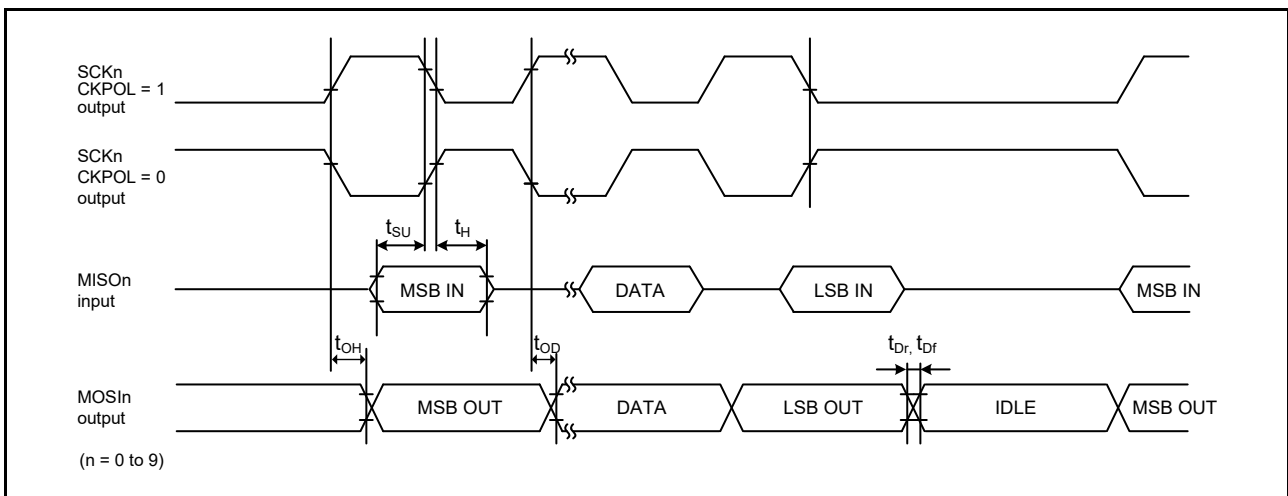 SCKn
CKPOL = 1
output
SCKn
CKPOL = 0
output
tSU
tH
MISOn
input
MSB IN
DATA
LSB IN
MSB IN
tOH
tOD
tDr, tDf
MOSIn
output
MSB OUT
DATA
LSB OUT
IDLE
MSB OUT
(n = 0 to 9)